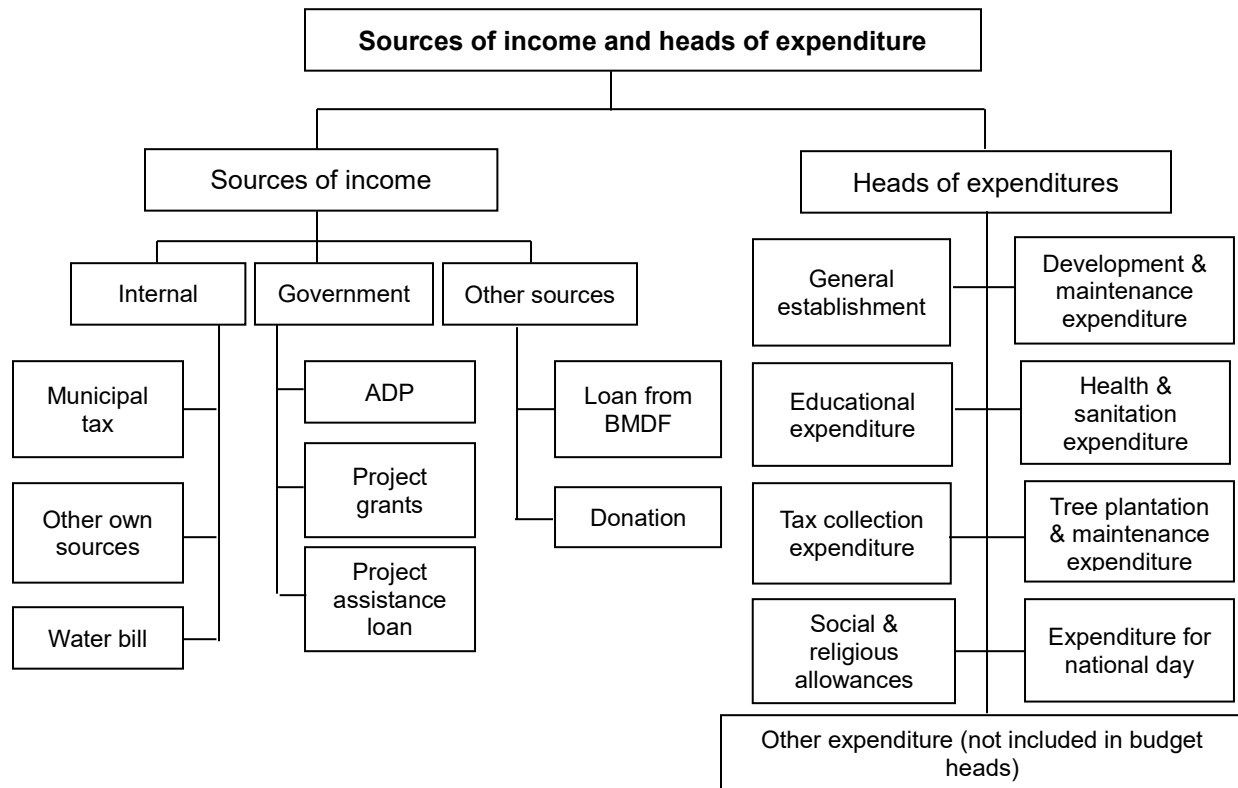 Sources of income and heads of expenditure
Sources of income
Heads of expenditures
Internal
Government
Other sources
Municipal
tax
Other own
sources
Water bill
ADP
Project
grants
Project
assistance
loan
Loan from
BMDF
Donation
General
establishment
Development &
maintenance
expenditure
Educational
expenditure
Health &
sanitation
expenditure
Tax collection
expenditure
Tree plantation
& maintenance
expenditure
Social &
religious
allowances
Expenditure for
national day
Other expenditure (not included in budget
heads)